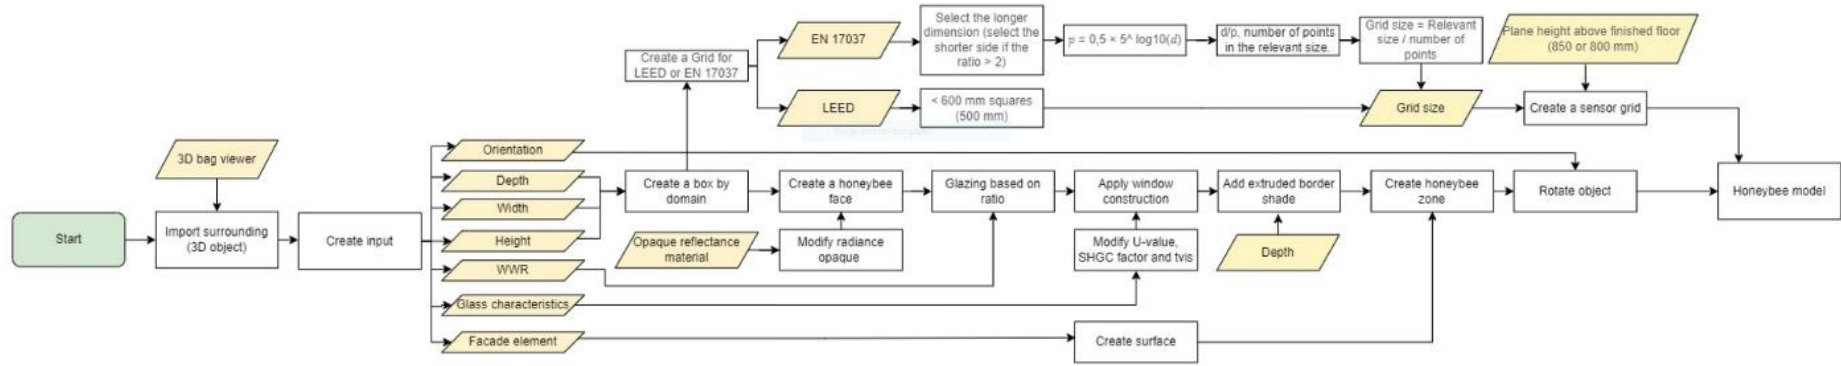 Start
3D bag viewer
Import surrounding
(3D object)
Create input
Orientation
Depth
Width
Height
WWR
Glass characteristics
Facade element
Create a Grid for
LEED or EN 17037
EN 17037
LEED
Select the longer
dimension (select the
shorter side if the
ratio > 2)
< 600 mm squares
(500 mm)
p = 0,5 × 5^ log10(d)
d/p, number of points
in the relevant size.
Grid size = Relevant
size / number of
points
Plane height above finished floor
(850 or 800 mm)
Grid size
Create a sensor grid
Create a box by
domain
Create a honeybee
face
Glazing based on
ratio
Apply window
construction
Add extruded border
shade
Create honeybee
zone
Rotate object
Honeybee model
Opaque reflectance
material
Modify radiance
opaque
Modify U-value,
SHGC factor and tvis
Depth
Create surface